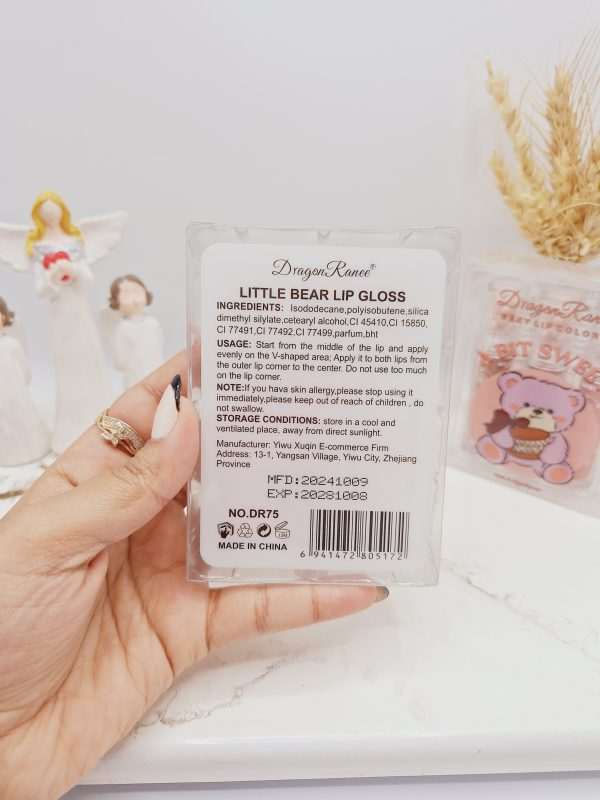 DragonRanee®
LITTLE BEAR LIP GLOSS
INGREDIENTS: Isododecane,polyisobutene,silica
dimethyl silylate,cetearyl alcohol,CI 45410,CI 15850,
CI 77491,CI 77492,CI 77499,parfum,bht
USAGE: Start from the middle of the lip and apply
evenly on the V-shaped area; Apply it to both lips from
the outer lip corner to the center. Do not use too much
on the lip corner.
NOTE:If you hava skin allergy,please stop using it
immediately,please keep out of reach of children , do
not swallow.
STORAGE CONDITIONS: store in a cool and
ventilated place, away from direct sunlight.
Manufacturer: Yiwu Xuqin E-commerce Firm
Address: 13-1, Yangsan Village, Yiwu City, Zhejiang
Province
MFD:20241009
EXP:20281008
NO.DR75
MADE IN CHINA
6 941472 805172
DragonRanee
A BIT SWEE